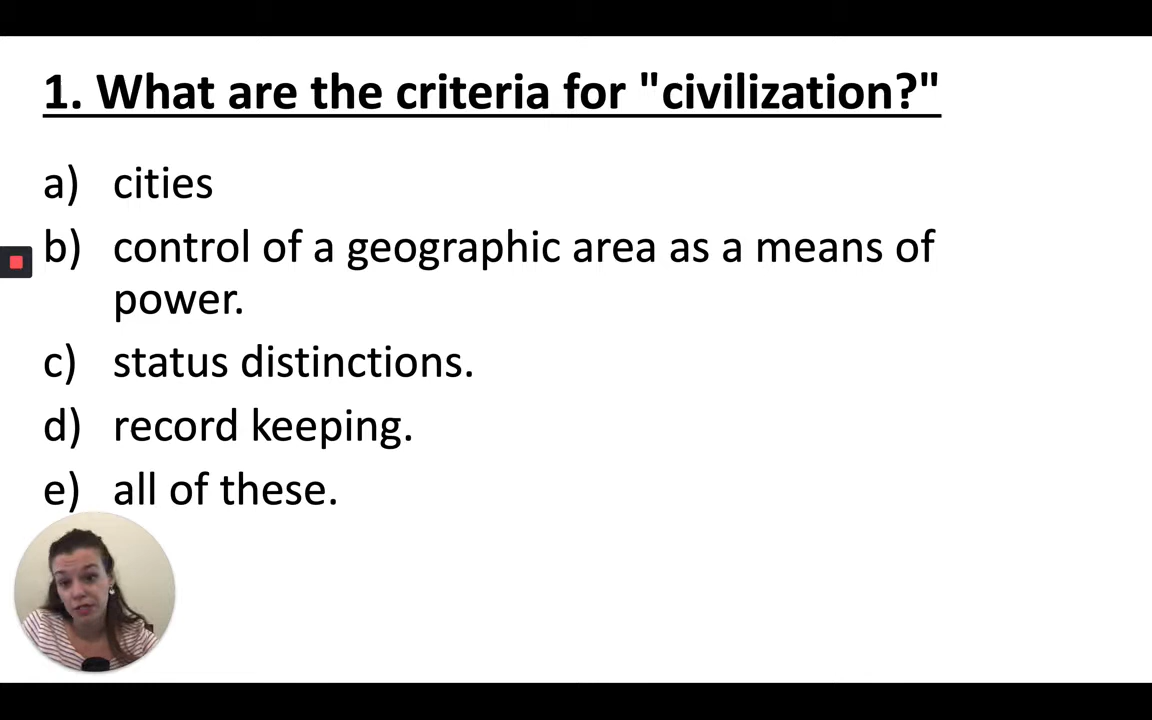 1. What are the criteria for "civilization?"
a) cities
b) control of a geographic area as a means of
power.
c) status distinctions.
d) record keeping.
e) all of these.